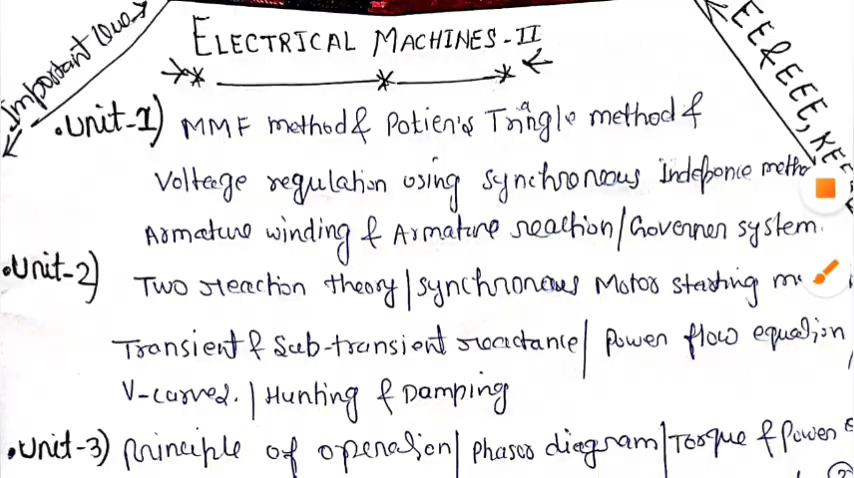 Important Ques
ELECTRICAL MACHINES-II
EE & EEE, KEE
.Unit-1) MMF method & Potier's Triangle method &
Voltage regulation using synchronous Indepence metho
Armature winding & Armature reaction/Governer system.
.Unit-2) Two reaction theory/synchronous Motor starting m
Transient & Sub-transient reactance/ Power flow equation
V-curves. / Hunting & Damping
.Unit-3) principle of operation/ phasor diagram/Torque & Power